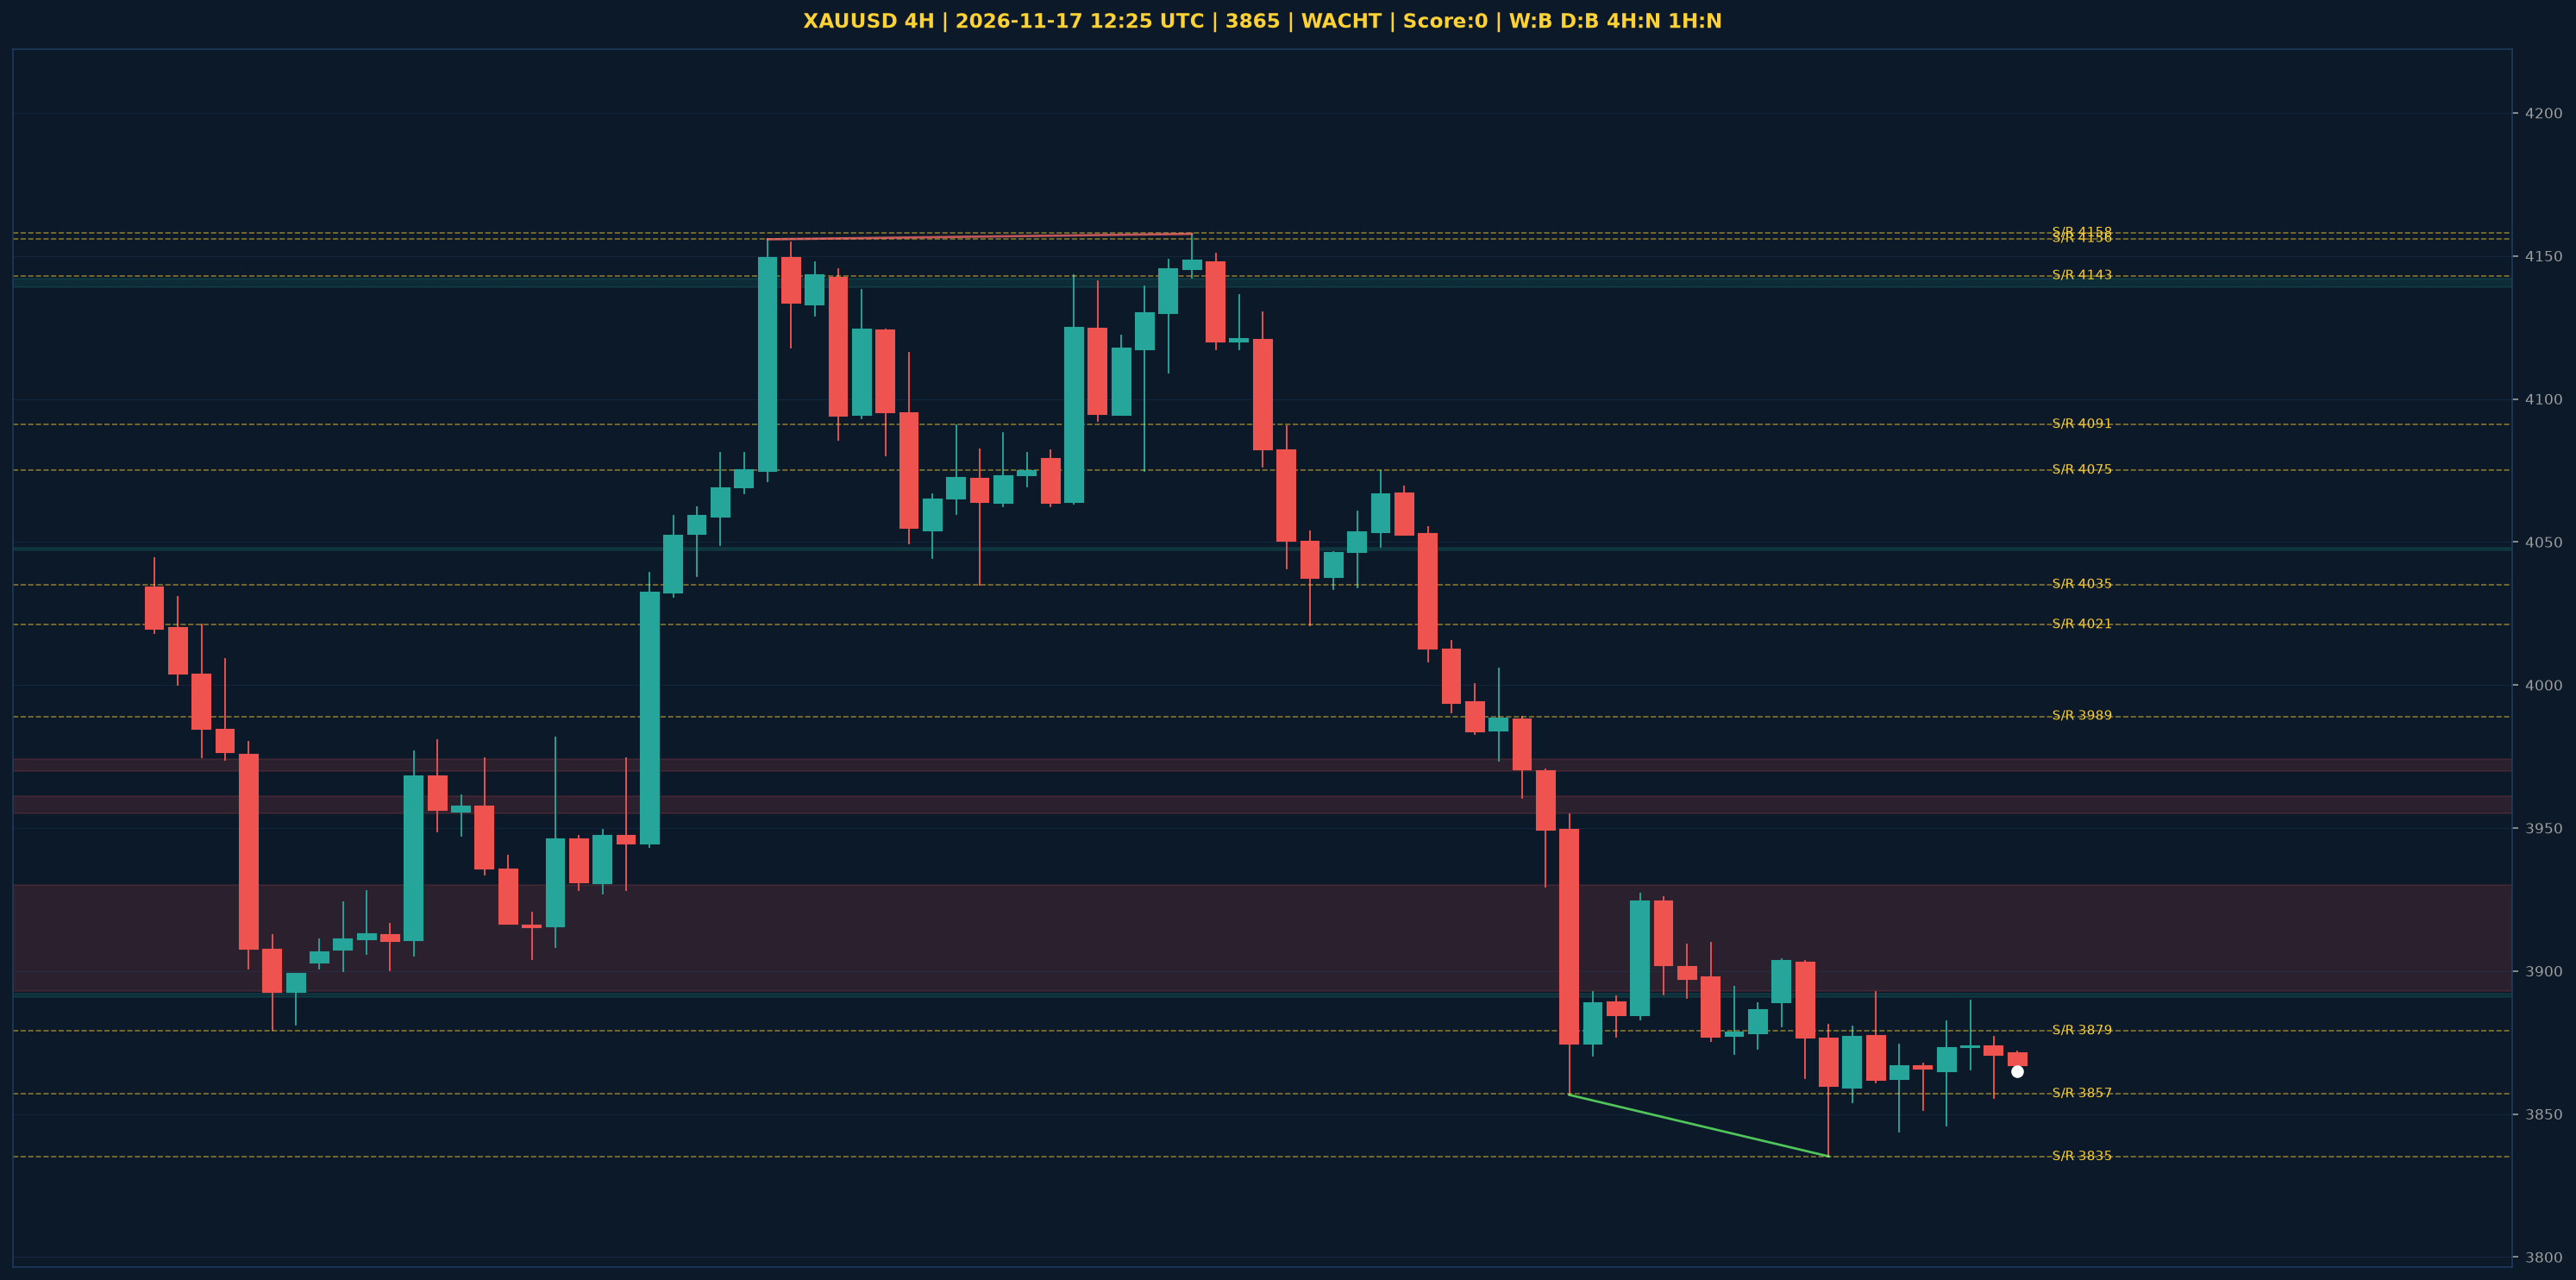 XAUUSD 4H | 2026-11-17 12:25 UTC | 3865 | WACHT | Score:0 | W:B D:B 4H:N 1H:N
4200
S/R 4158
S/R 4156
4150
S/R 4143
4100
S/R 4091
S/R 4075
4050
S/R 4035
S/R 4021
4000
S/R 3989
3950
3900
S/R 3879
S/R 3857
3850
S/R 3835
3800